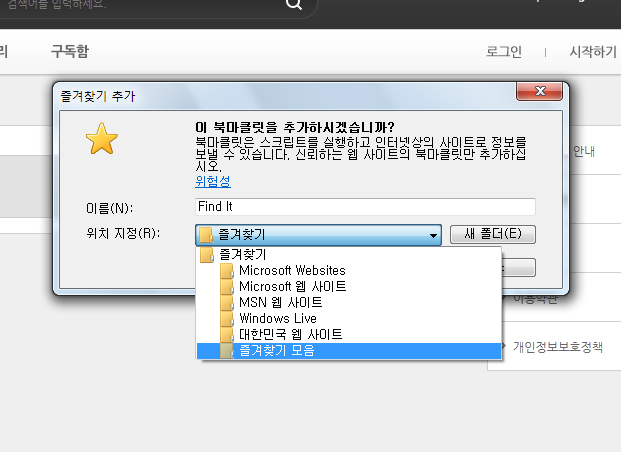 검색어를 입력하세요.
리 구독함 로그인 | 시작하기
즐겨찾기 추가
이 북마클릿을 추가하시겠습니까?
북마클릿은 스크립트를 실행하고 인터넷상의 사이트로 정보를
보낼 수 있습니다. 신뢰하는 웹 사이트의 북마클릿만 추가하십
시오.
위험성
안내
이름(N): Find It
위치 지정(R): 즐겨찾기 새 폴더(E)
즐겨찾기
Microsoft Websites
Microsoft 웹 사이트
MSN 웹 사이트
Windows Live
이용약관
대한민국 웹 사이트
즐겨찾기 모음
개인정보보호정책